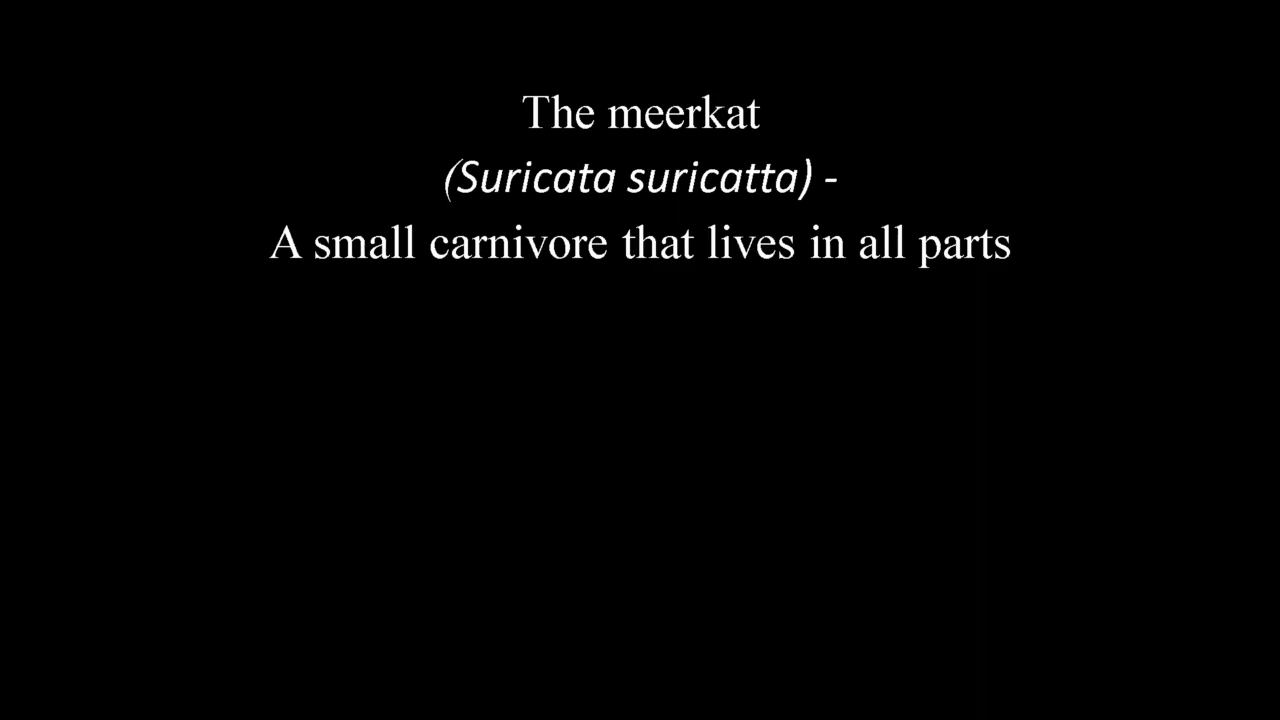 The meerkat
(Suricata suricatta) -
A small carnivore that lives in all parts